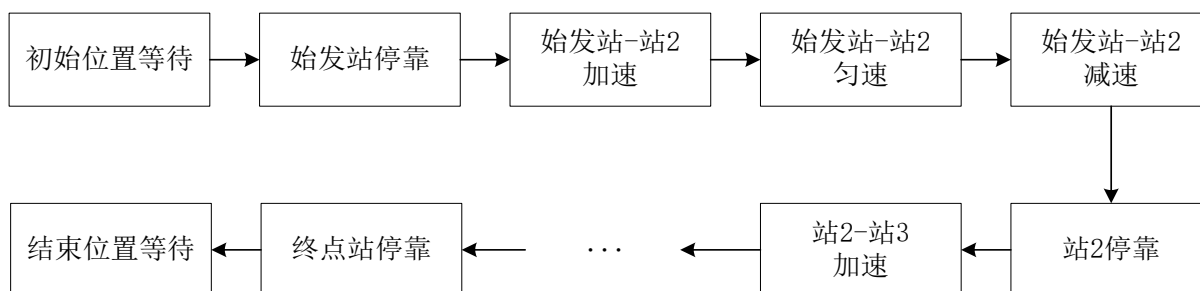 初始位置等待
始发站停靠
始发站-站2
加速
始发站-站2
匀速
始发站-站2
减速
结束位置等待
终点站停靠
...
站2-站3
加速
站2停靠